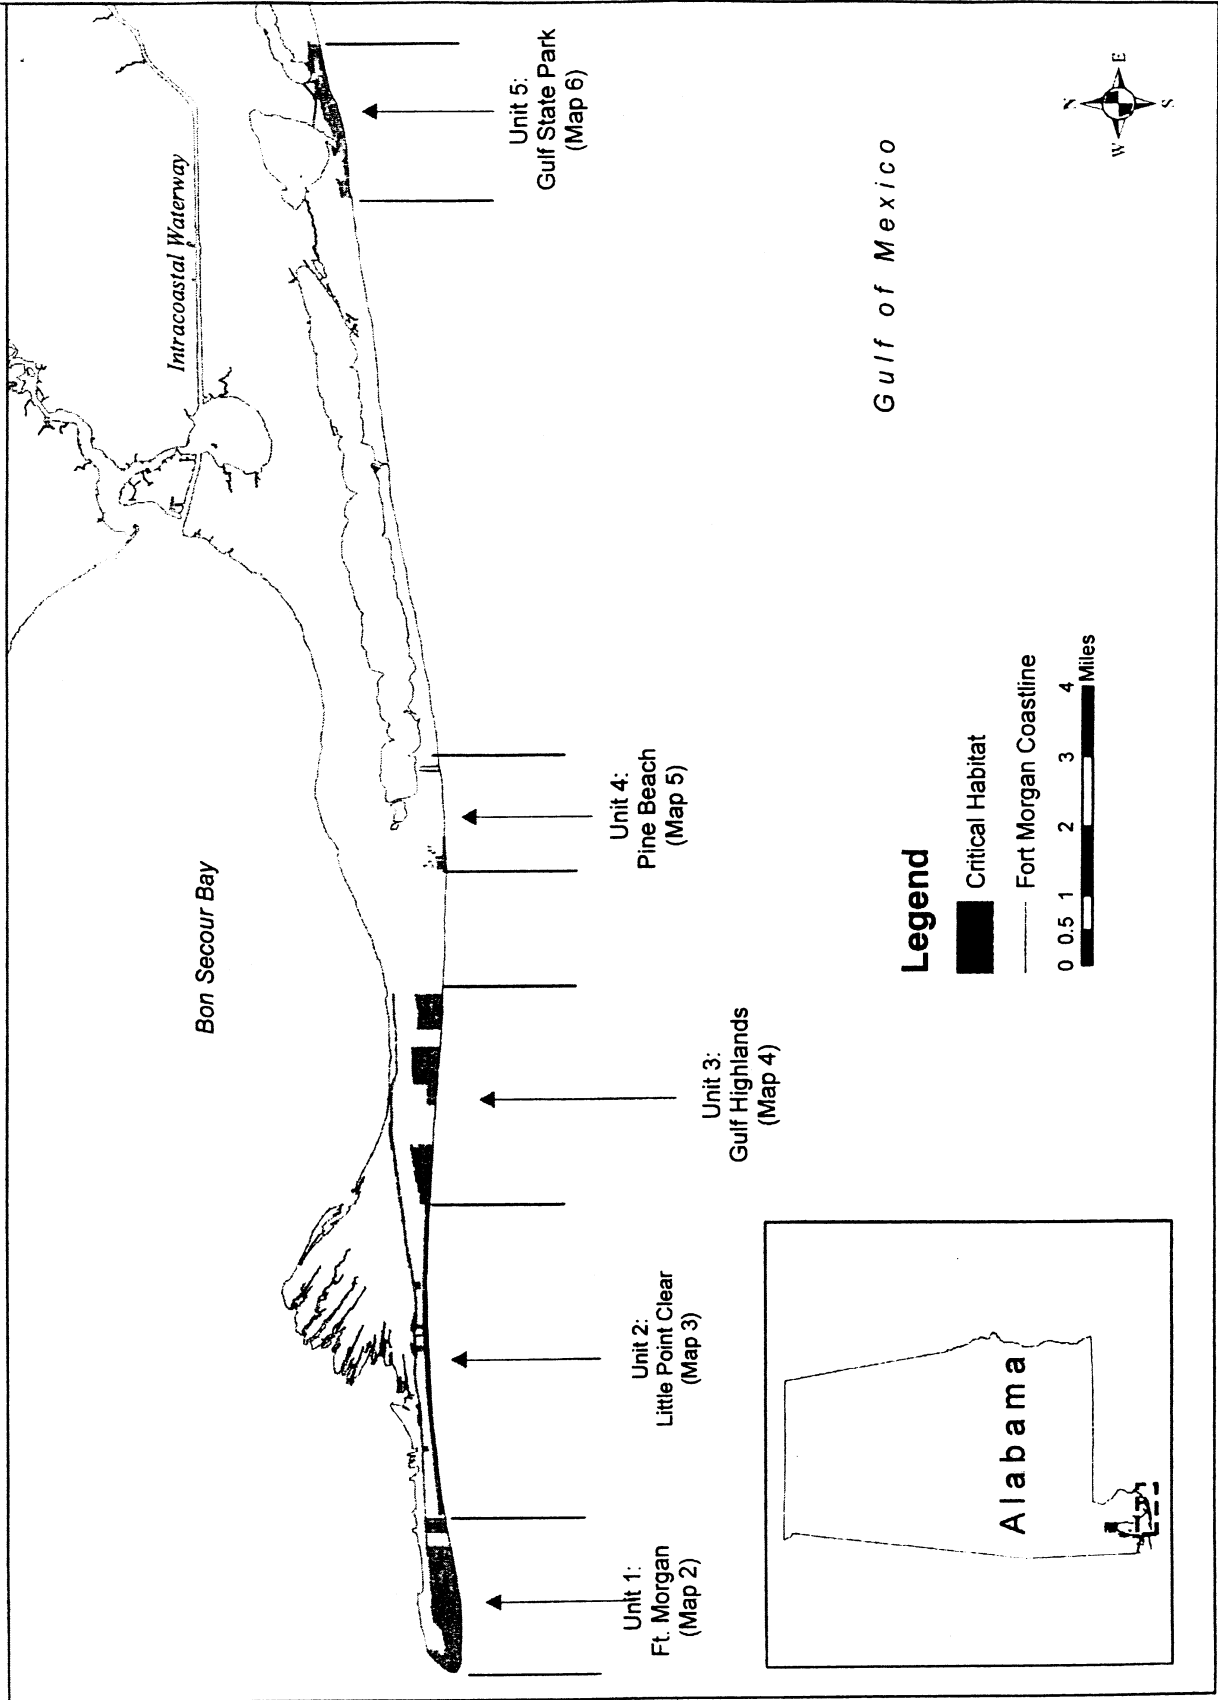 Intracoastal Waterway
Bon Secour Bay
Unit 5:
Gulf State Park
(Map 6)
Unit 4:
Pine Beach
(Map 5)
Unit 3:
Gulf Highlands
(Map 4)
Unit 2:
Little Point Clear
(Map 3)
Unit 1:
Ft. Morgan
(Map 2)
Gulf of Mexico
N
W E
S
Legend
Critical Habitat
Fort Morgan Coastline
0 0.5 1 2 3 4
Miles
Alabama